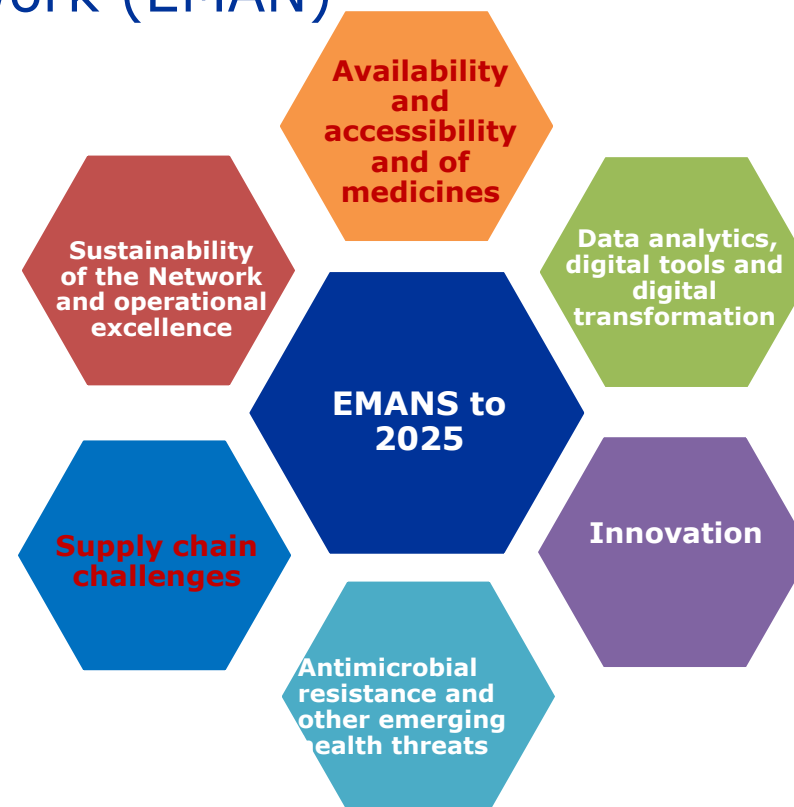 work (EMAN)
Availability
and
accessibility
and of
medicines
Data analytics,
digital tools and
digital
transformation
Innovation
Antimicrobial
resistance and
other emerging
health threats
Supply chain
challenges
Sustainability
of the Network
and operational
excellence
EMANS to
2025